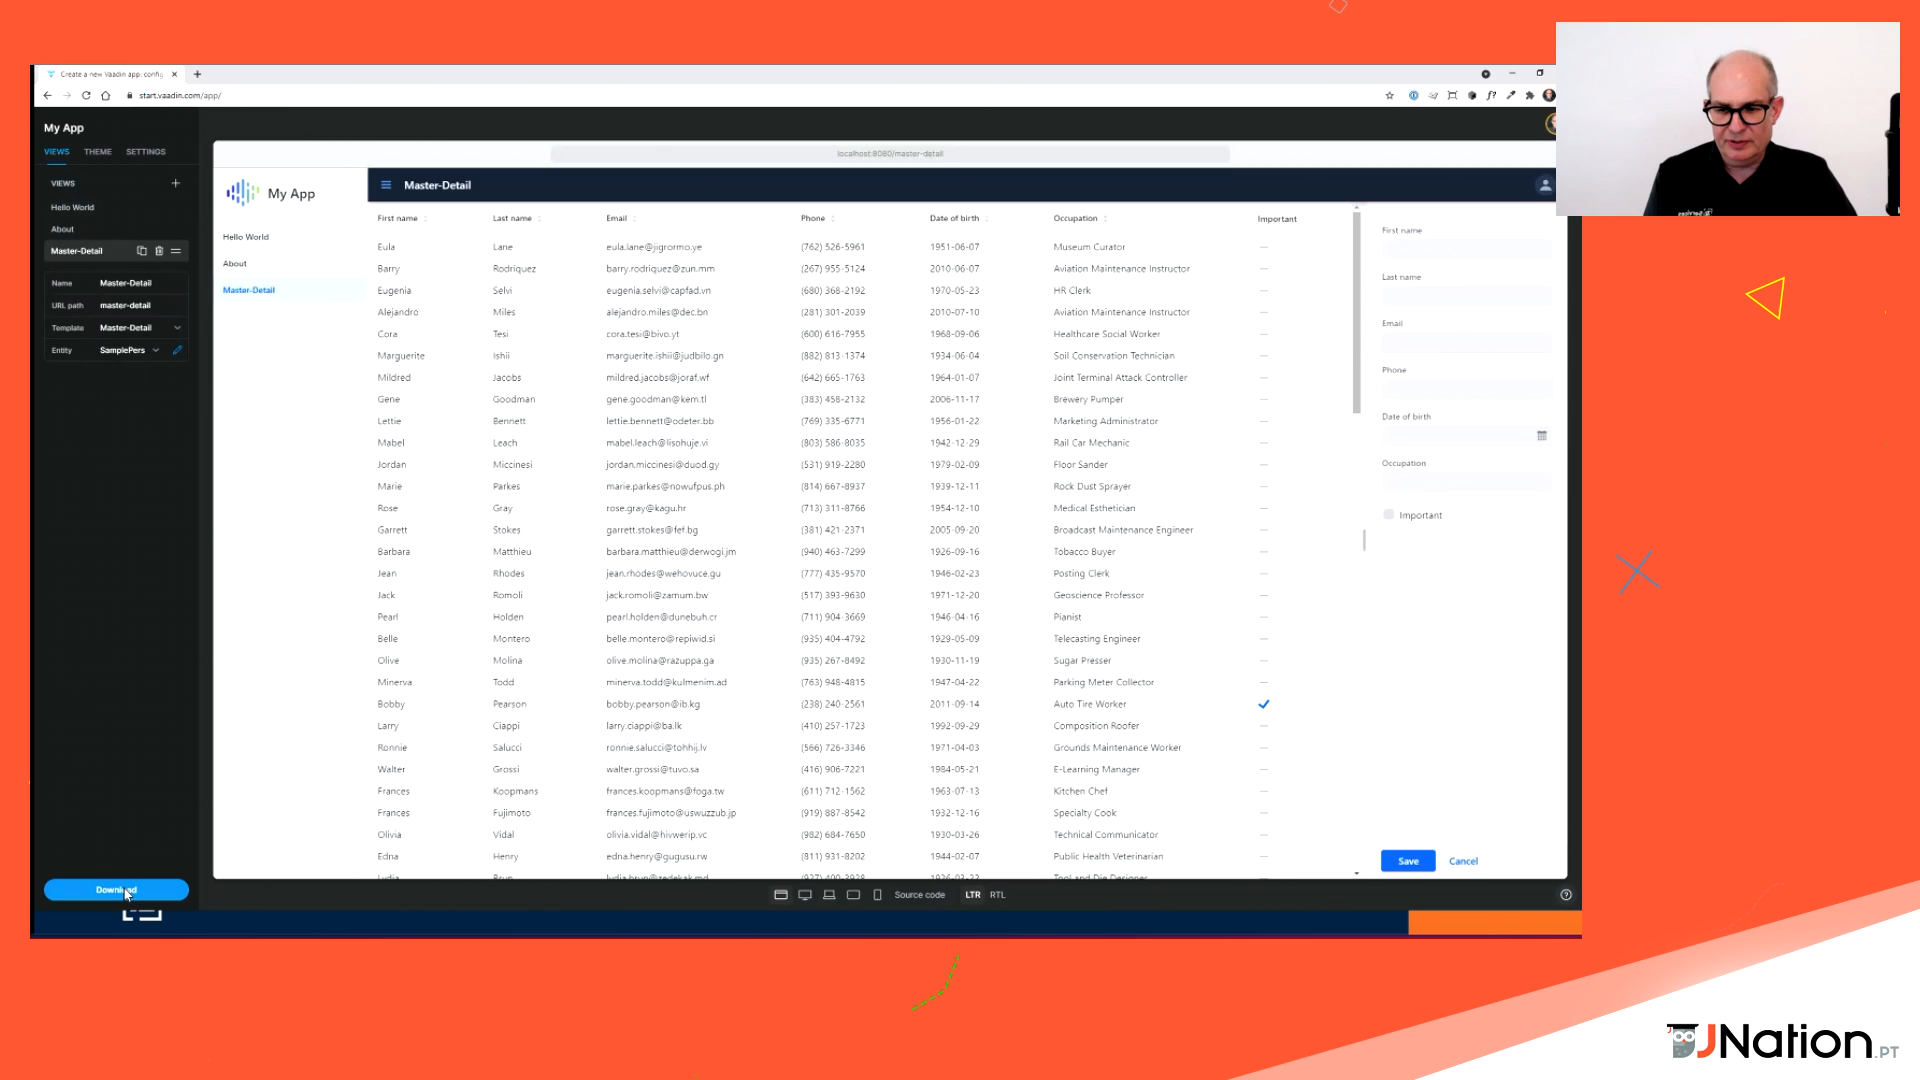 Create a new Vaadin app: config
start.vaadin.com/app/
My App
VIEWS THEME SETTINGS
VIEWS
Hello World
About
Master-Detail
Name Master-Detail
URL path master-detail
Template Master-Detail
Entity SamplePers
Download
localhost:8080/master-detail
My App
Hello World
About
Master-Detail
Master-Detail
First name Last name Email Phone Date of birth Occupation Important
Eula Lane eula.lane@jigrormo.ye (762) 526-5961 1951-06-07 Museum Curator —
Barry Rodriquez barry.rodriquez@zun.mm (267) 955-5124 2010-06-07 Aviation Maintenance Instructor —
Eugenia Selvi eugenia.selvi@capfad.vn (680) 368-2192 1970-05-23 HR Clerk —
Alejandro Miles alejandro.miles@dec.bn (281) 301-2039 2010-07-10 Aviation Maintenance Instructor —
Cora Tesi cora.tesi@bivo.yt (600) 616-7955 1968-09-06 Healthcare Social Worker —
Marguerite Ishii marguerite.ishii@judbilo.gn (882) 813-1374 1934-06-04 Soil Conservation Technician —
Mildred Jacobs mildred.jacobs@joraf.wf (642) 665-1763 1964-01-07 Joint Terminal Attack Controller —
Gene Goodman gene.goodman@kem.tl (383) 458-2132 2006-11-17 Brewery Pumper —
Lettie Bennett lettie.bennett@odeter.bb (769) 335-6771 1956-01-22 Marketing Administrator —
Mabel Leach mabel.leach@lisohuje.vi (803) 586-8035 1942-12-29 Rail Car Mechanic —
Jordan Miccinesi jordan.miccinesi@duod.gy (531) 919-2280 1979-02-09 Floor Sander —
Marie Parkes marie.parkes@nowufpus.ph (814) 667-8937 1939-12-11 Rock Dust Sprayer —
Rose Gray rose.gray@kagu.hr (713) 311-8766 1954-12-10 Medical Esthetician —
Garrett Stokes garrett.stokes@fef.bg (381) 421-2371 2005-09-20 Broadcast Maintenance Engineer —
Barbara Matthieu barbara.matthieu@derwogi.jm (940) 463-7299 1926-09-16 Tobacco Buyer —
Jean Rhodes jean.rhodes@wehovuce.gu (777) 435-9570 1946-02-23 Posting Clerk —
Jack Romoli jack.romoli@zamum.bw (517) 393-9630 1971-12-20 Geoscience Professor —
Pearl Holden pearl.holden@dunebuh.cr (711) 904-3669 1946-04-16 Pianist —
Belle Montero belle.montero@repiwid.si (935) 404-4792 1929-05-09 Telecasting Engineer —
Olive Molina olive.molina@razuppa.ga (935) 267-8492 1930-11-19 Sugar Presser —
Minerva Todd minerva.todd@kulmenim.ad (763) 948-4815 1947-04-22 Parking Meter Collector —
Bobby Pearson bobby.pearson@ib.kg (238) 240-2561 2011-09-14 Auto Tire Worker
Larry Ciappi larry.ciappi@ba.lk (410) 257-1723 1992-09-29 Composition Roofer —
Ronnie Salucci ronnie.salucci@tohhij.lv (566) 726-3346 1971-04-03 Grounds Maintenance Worker —
Walter Grossi walter.grossi@tuvo.sa (416) 906-7221 1984-05-21 E-Learning Manager —
Frances Koopmans frances.koopmans@foga.tw (611) 712-1562 1963-07-13 Kitchen Chef —
Frances Fujimoto frances.fujimoto@uswuzzub.jp (919) 887-8542 1932-12-16 Specialty Cook —
Olivia Vidal olivia.vidal@hivwerip.vc (982) 684-7650 1930-03-26 Technical Communicator —
Edna Henry edna.henry@gugusu.rw (811) 931-8202 1944-02-07 Public Health Veterinarian —
First name
Last name
Email
Phone
Date of birth
Occupation
Important
Save Cancel
Source code LTR RTL
JNation.PT